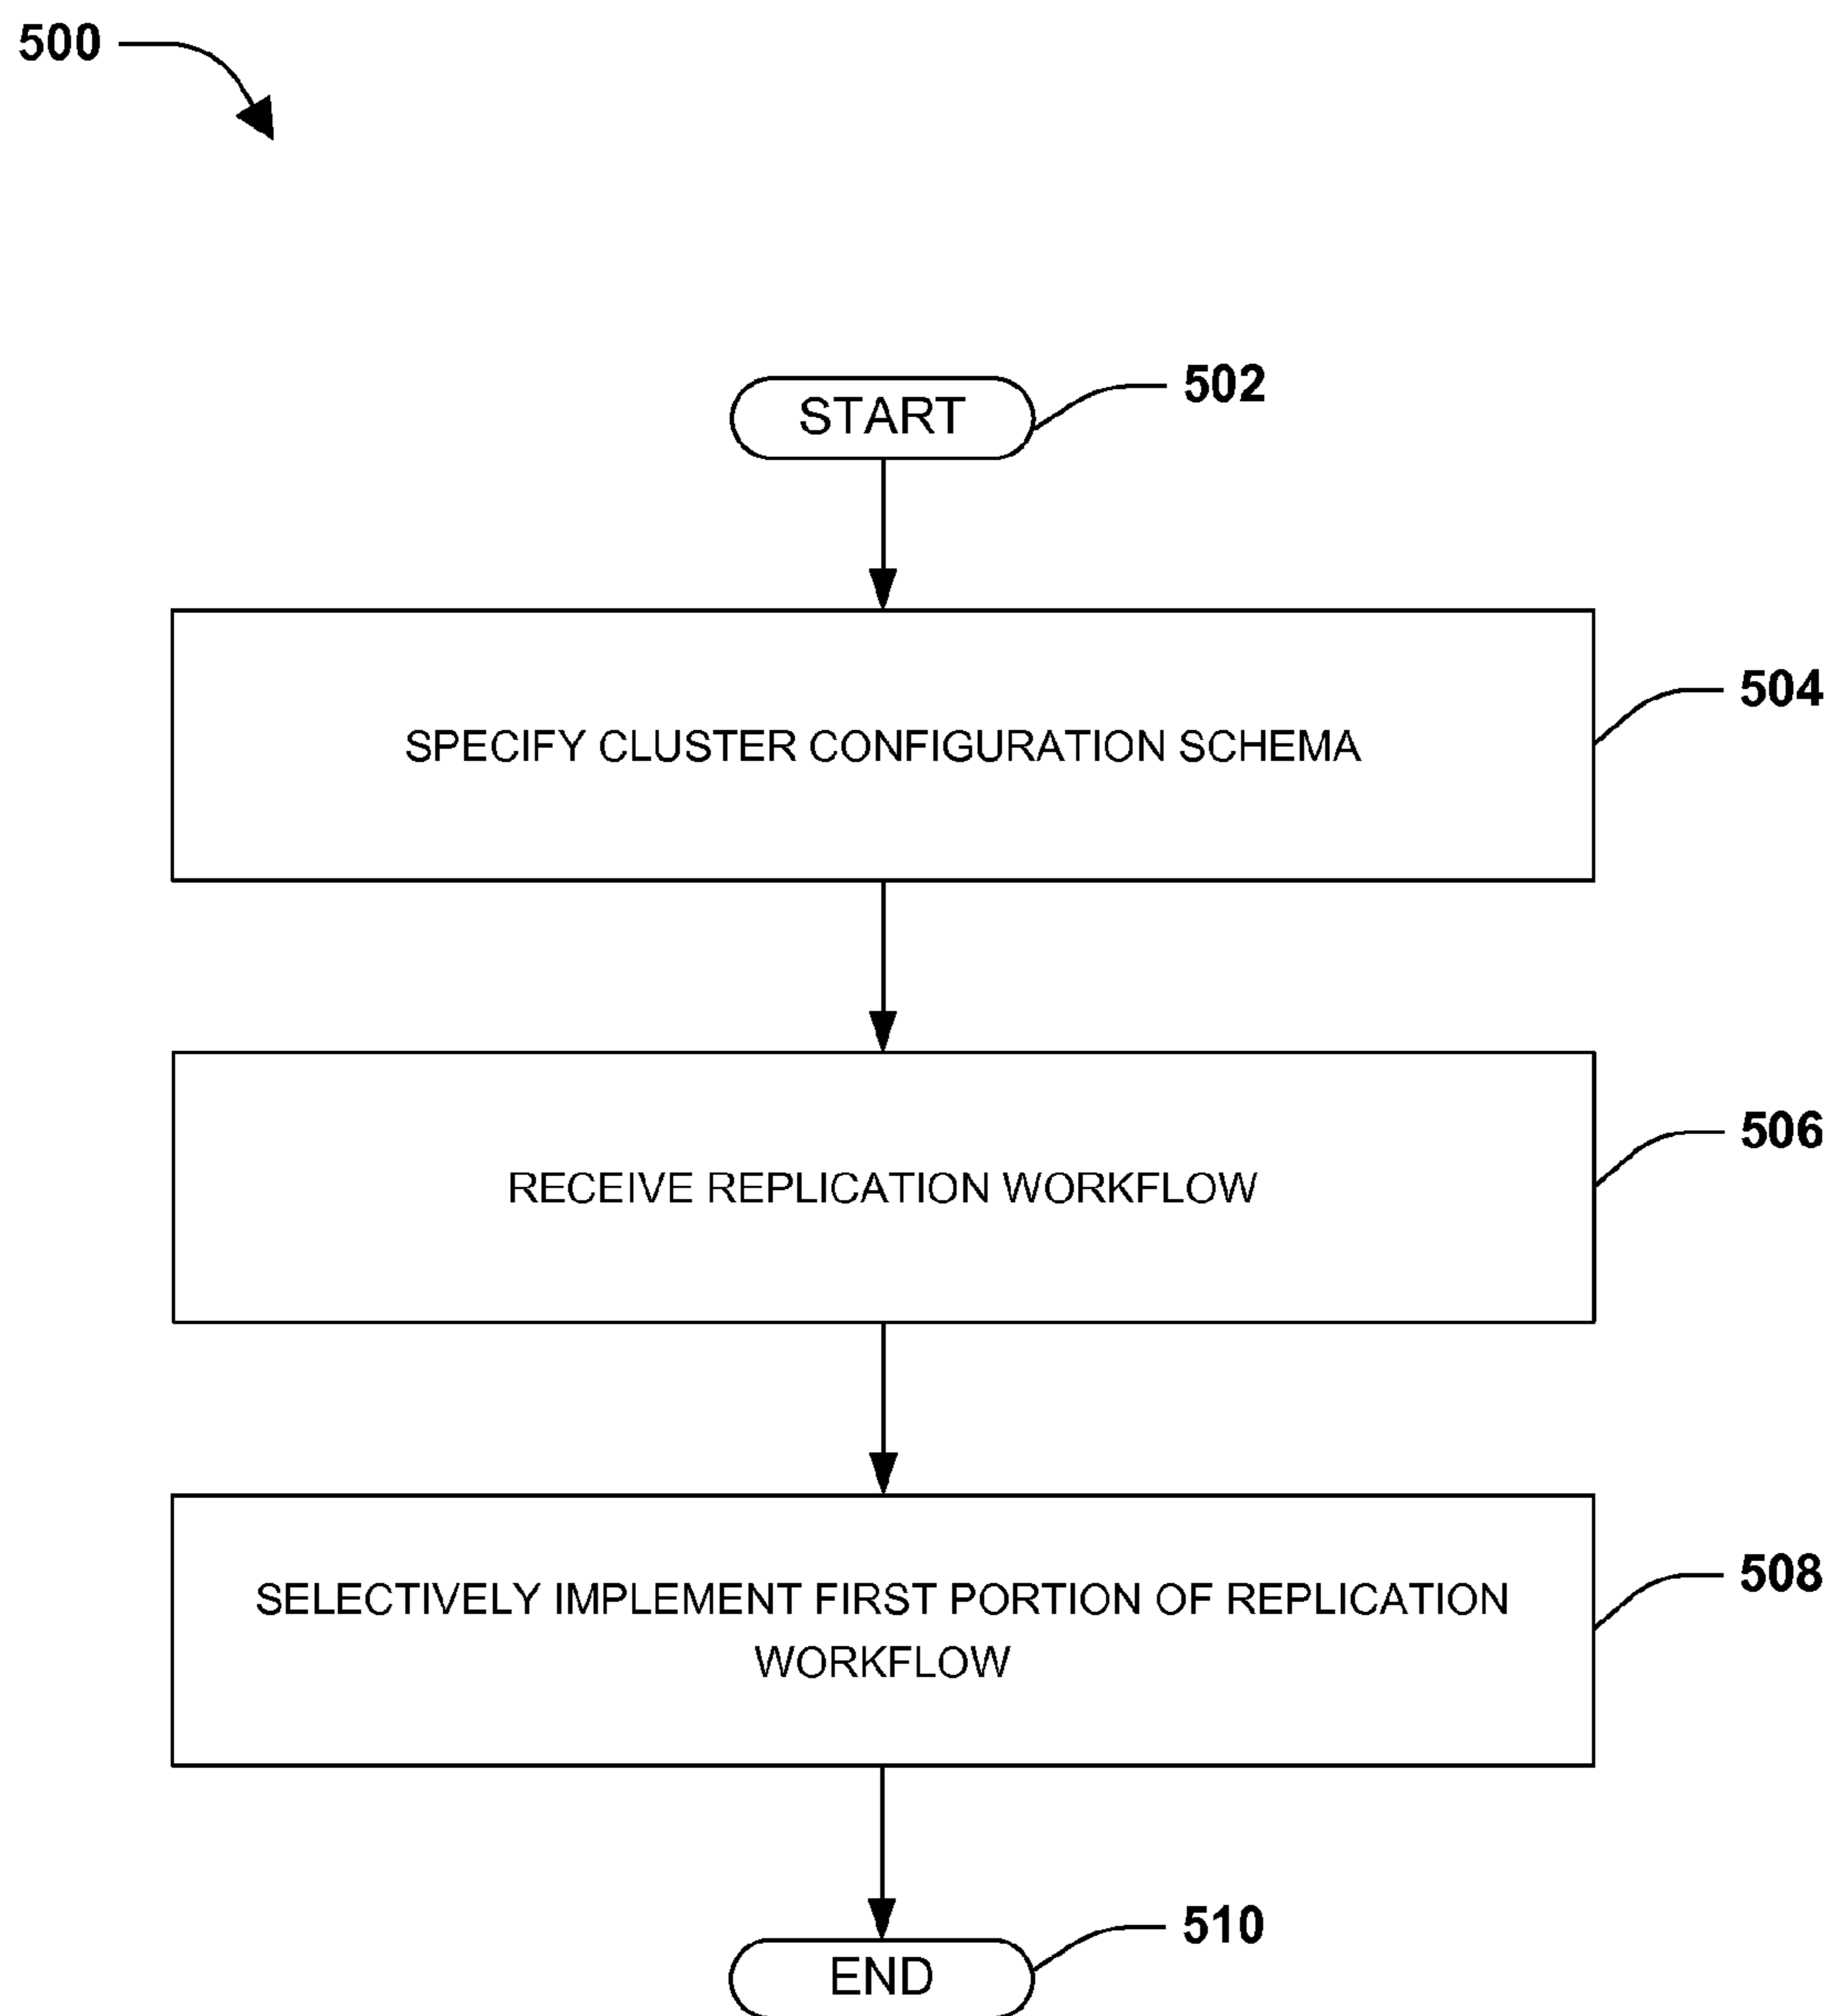 500
START
502
SPECIFY CLUSTER CONFIGURATION SCHEMA
504
RECEIVE REPLICATION WORKFLOW
506
SELECTIVELY IMPLEMENT FIRST PORTION OF REPLICATION
WORKFLOW
508
END
510